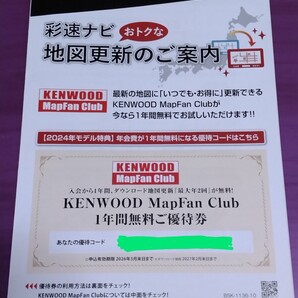 彩速ナビ おトクな
地図更新のご案内
KENWOOD
MapFan Club
最新の地図に「いつでも・お得に」更新できる
KENWOOD MapFan Clubが
今なら1年間無料でお試しいただけます!!
【2024年モデル特典】年会費が1年間無料になる優待コードはこちら
KENWOOD
MapFan Club
入会から1年間、ダウンロード地図更新「最大年2回」が無料!
KENWOOD MapFan Club
1年間無料ご優待券
あなたの優待コード
優待券の利用方法は裏面をチェック!
KENWOOD MapFan Clubについては中面をチェック!